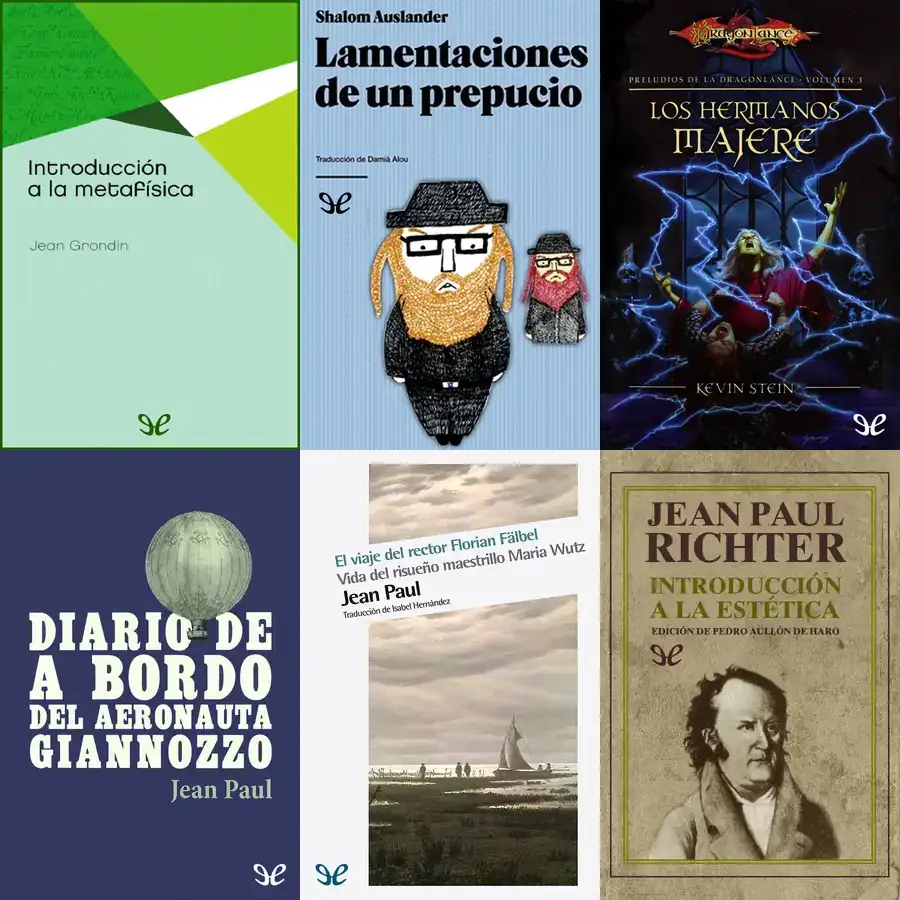 Introducción
a la metafísica
Jean Grondin
Shalom Auslander
Lamentaciones
de un prepucio
Traducción de Damià Alou
DRAGONLANCE
PRELUDIOS DE LA DRAGONLANCE • VOLUMEN 3
LOS HERMANOS
MAJERE
KEVIN STEIN
DIARIO DE
A BORDO
DEL AERONAUTA
GIANNOZZO
Jean Paul
El viaje del rector Florian Fälbel
Vida del risueño maestrillo Maria Wutz
Jean Paul
Traducción de Isabel Hernández
JEAN PAUL
RICHTER
INTRODUCCIÓN
A LA ESTÉTICA
EDICIÓN DE PEDRO AULLÓN DE HARO